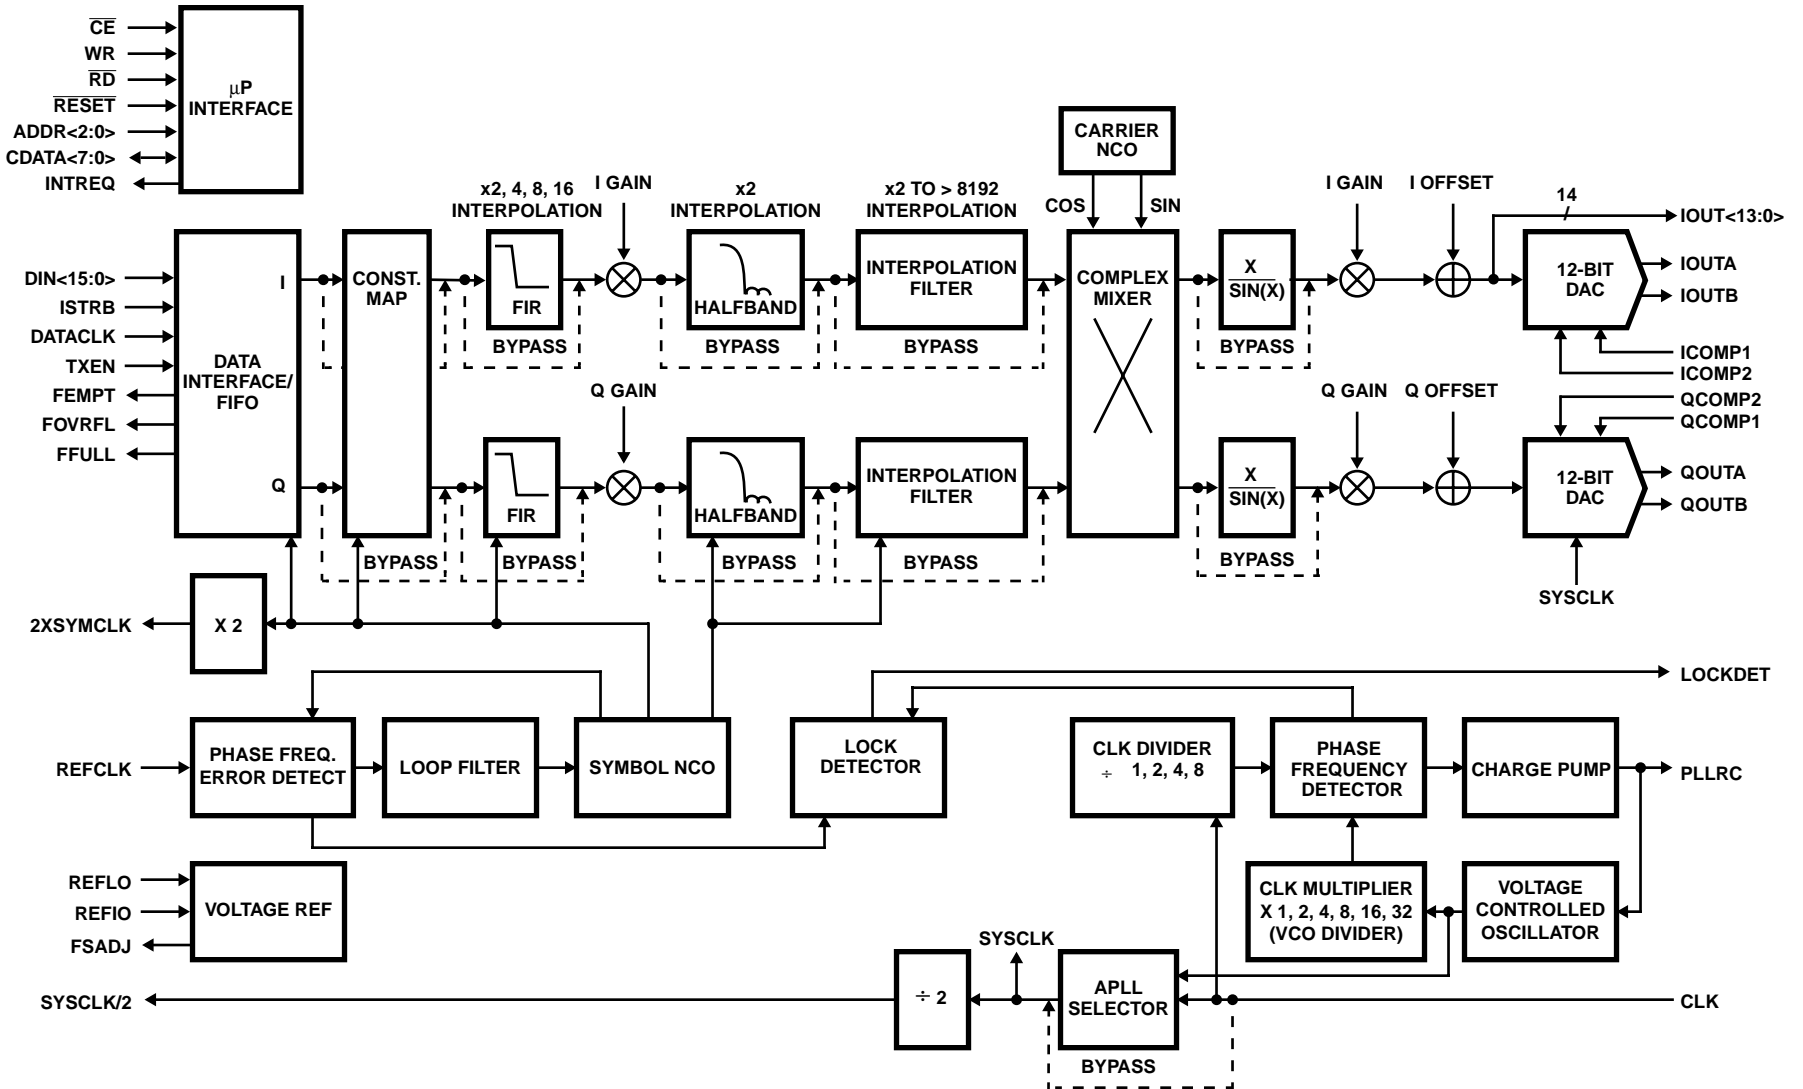 CE
WR
RD
RESET
ADDR<2:0>
CDATA<7:0>
INTREQ
µP
INTERFACE
CARRIER
NCO
COS
SIN
x2, 4, 8, 16
INTERPOLATION
I GAIN
x2
INTERPOLATION
x2 TO > 8192
INTERPOLATION
I GAIN
I OFFSET
14
IOUT<13:0>
DIN<15:0>
ISTRB
DATACLK
TXEN
FEMPT
FOVRFL
FFULL
I
DATA
INTERFACE/
FIFO
Q
CONST.
MAP
FIR
BYPASS
HALFBAND
BYPASS
INTERPOLATION
FILTER
BYPASS
COMPLEX
MIXER
X
SIN(X)
BYPASS
12-BIT
DAC
IOUTA
IOUTB
ICOMP1
ICOMP2
QCOMP2
QCOMP1
Q GAIN
Q GAIN
Q OFFSET
BYPASS
FIR
BYPASS
HALFBAND
BYPASS
INTERPOLATION
FILTER
BYPASS
X
SIN(X)
BYPASS
12-BIT
DAC
QOUTA
QOUTB
SYSCLK
2XSYMCLK
X 2
LOCKDET
REFCLK
PHASE FREQ.
ERROR DETECT
LOOP FILTER
SYMBOL NCO
LOCK
DETECTOR
CLK DIVIDER
÷ 1, 2, 4, 8
PHASE
FREQUENCY
DETECTOR
CHARGE PUMP
PLLRC
REFLO
REFIO
FSADJ
VOLTAGE REF
CLK MULTIPLIER
X 1, 2, 4, 8, 16, 32
(VCO DIVIDER)
VOLTAGE
CONTROLLED
OSCILLATOR
SYSCLK
SYSCLK/2
÷ 2
APLL
SELECTOR
CLK
BYPASS